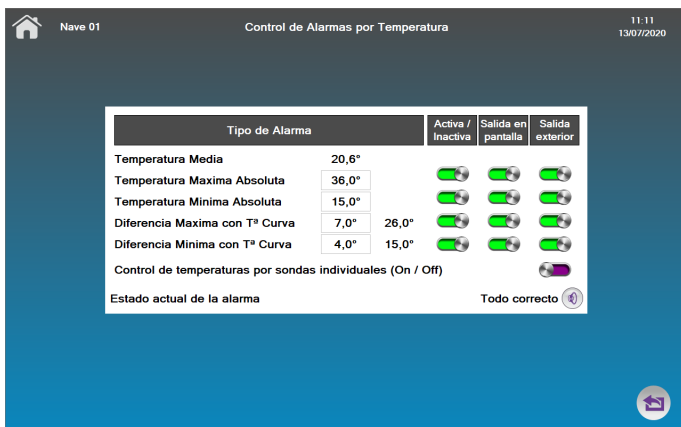 Nave 01
Control de Alarmas por Temperatura
11:11
13/07/2020
Tipo de Alarma
Activa / Inactiva
Salida en pantalla
Salida exterior
Temperatura Media 20,6°
Temperatura Maxima Absoluta 36,0°
Temperatura Minima Absoluta 15,0°
Diferencia Maxima con Tª Curva 7,0° 26,0°
Diferencia Minima con Tª Curva 4,0° 15,0°
Control de temperaturas por sondas individuales (On / Off)
Estado actual de la alarma Todo correcto